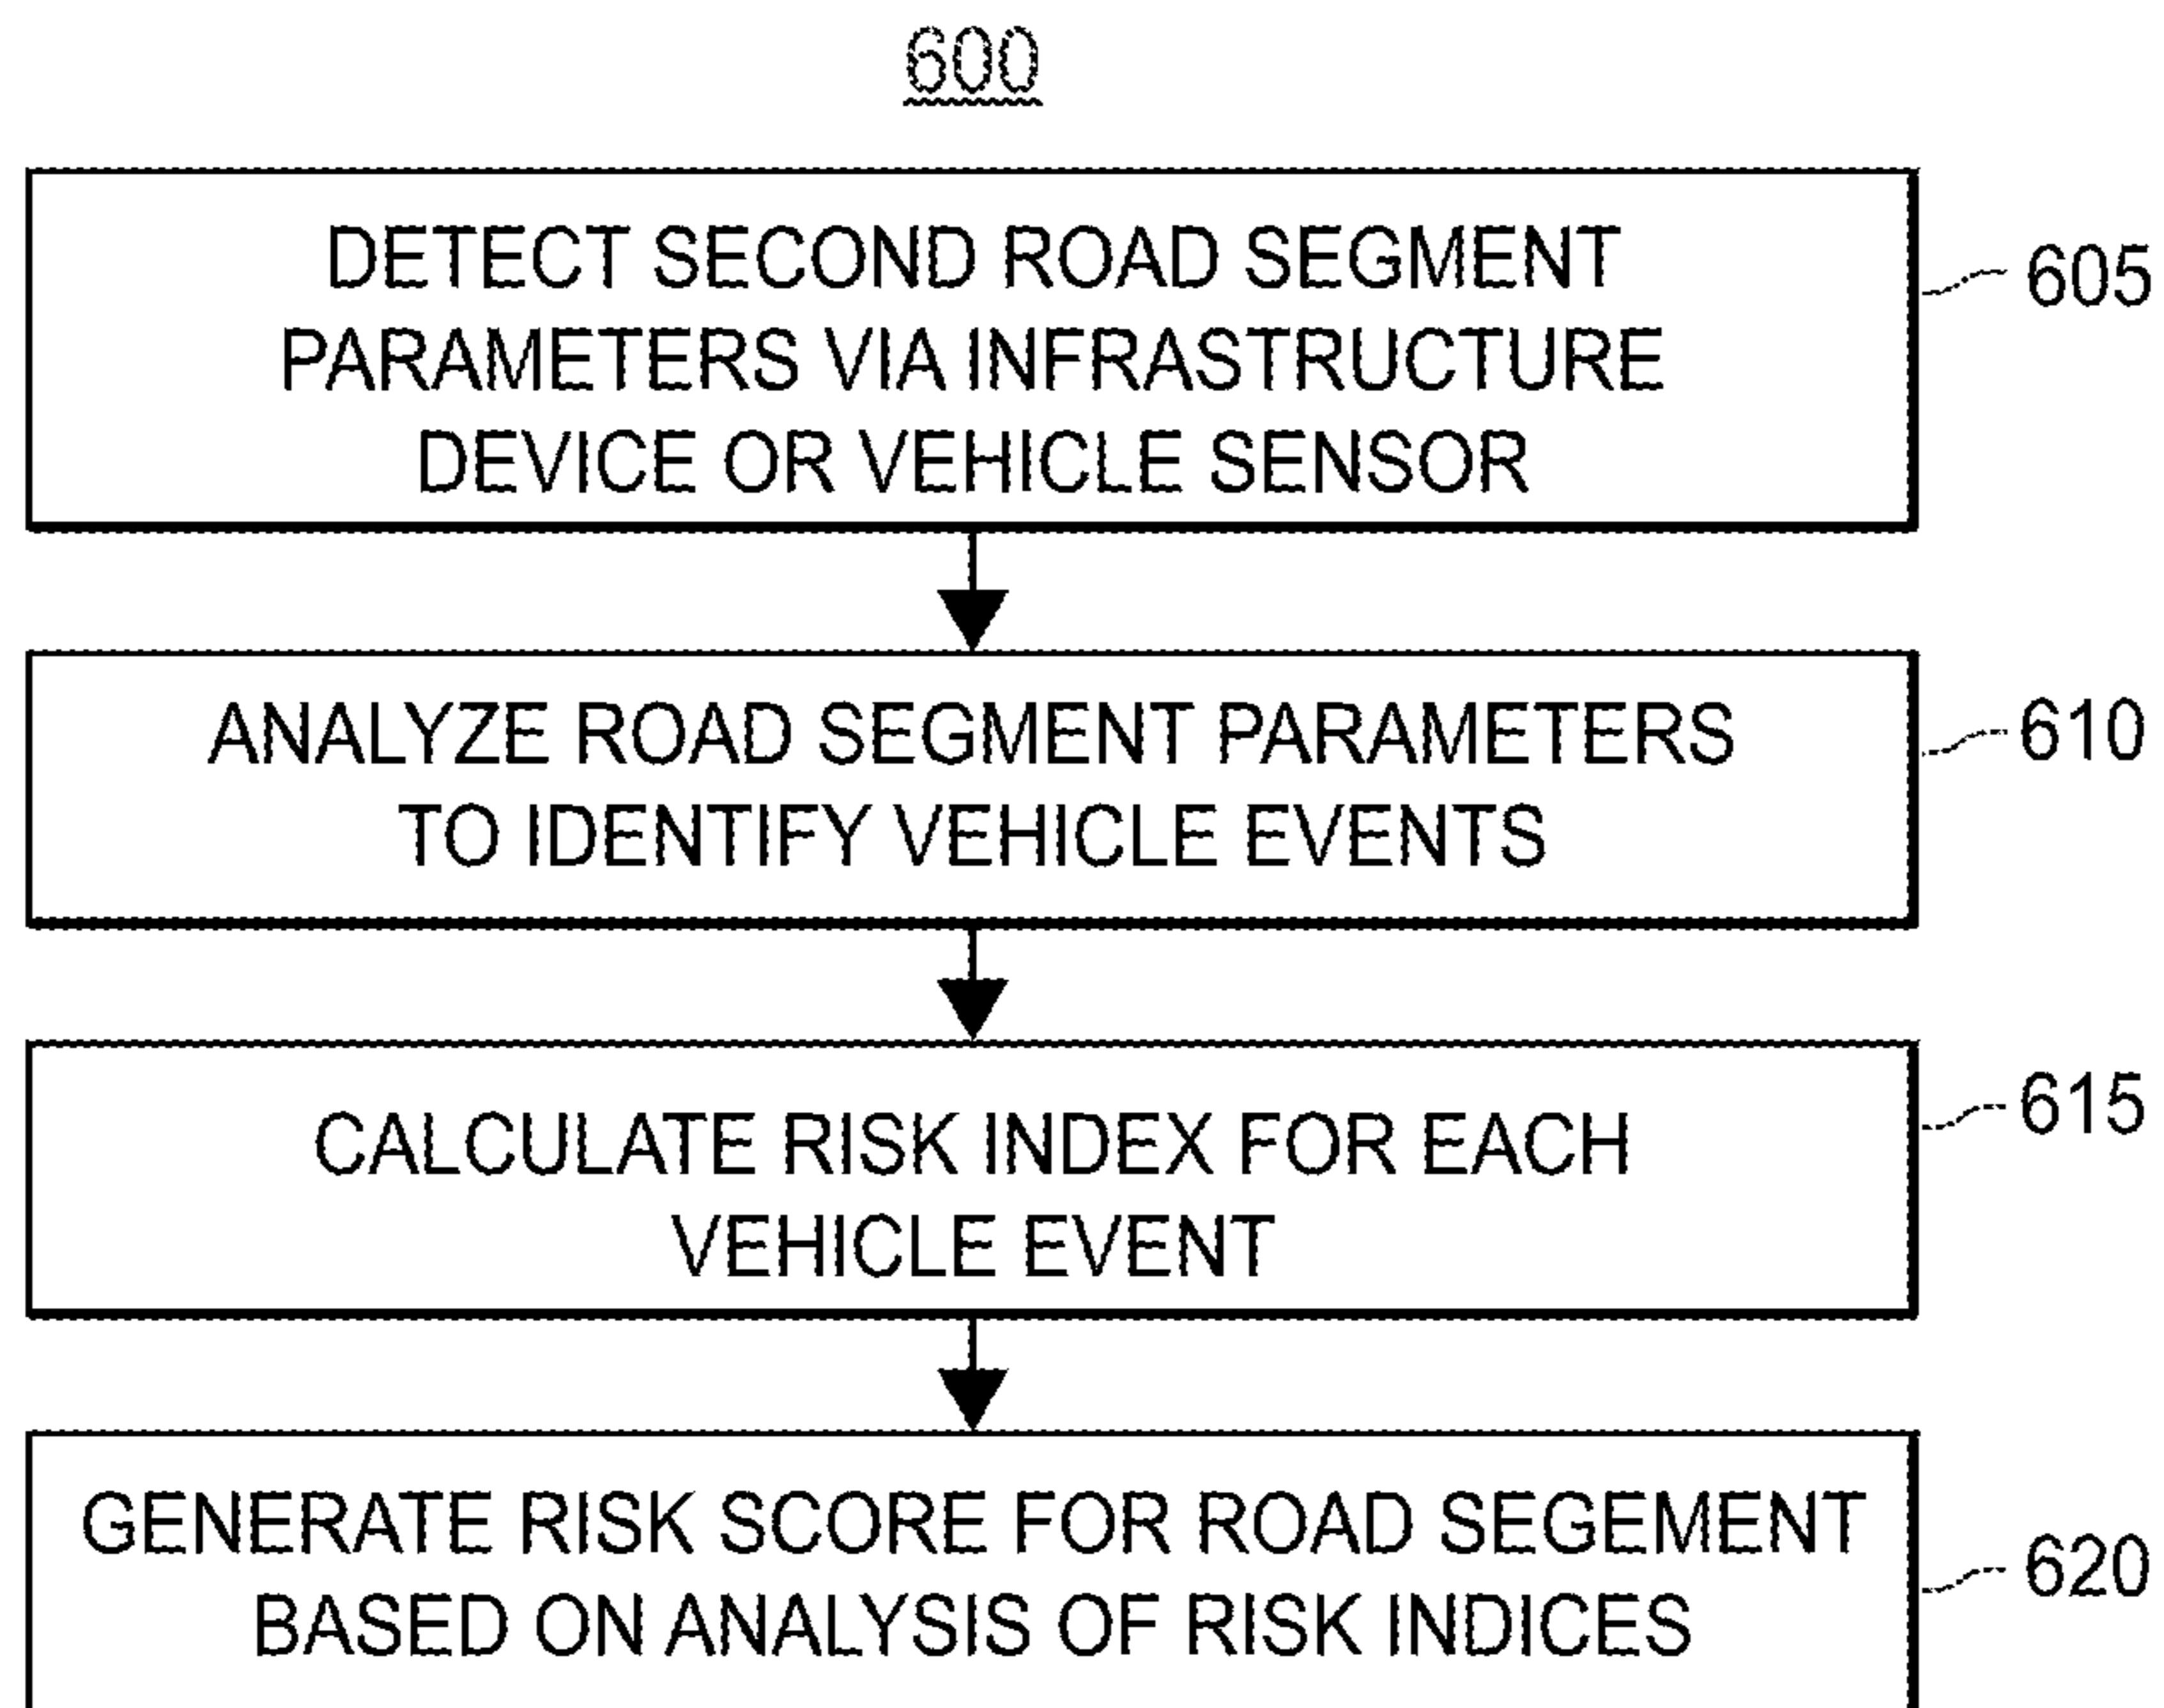 600
DETECT SECOND ROAD SEGMENT
PARAMETERS VIA INFRASTRUCTURE
DEVICE OR VEHICLE SENSOR
605
ANALYZE ROAD SEGMENT PARAMETERS
TO IDENTIFY VEHICLE EVENTS
610
CALCULATE RISK INDEX FOR EACH
VEHICLE EVENT
615
GENERATE RISK SCORE FOR ROAD SEGEMENT
BASED ON ANALYSIS OF RISK INDICES
620